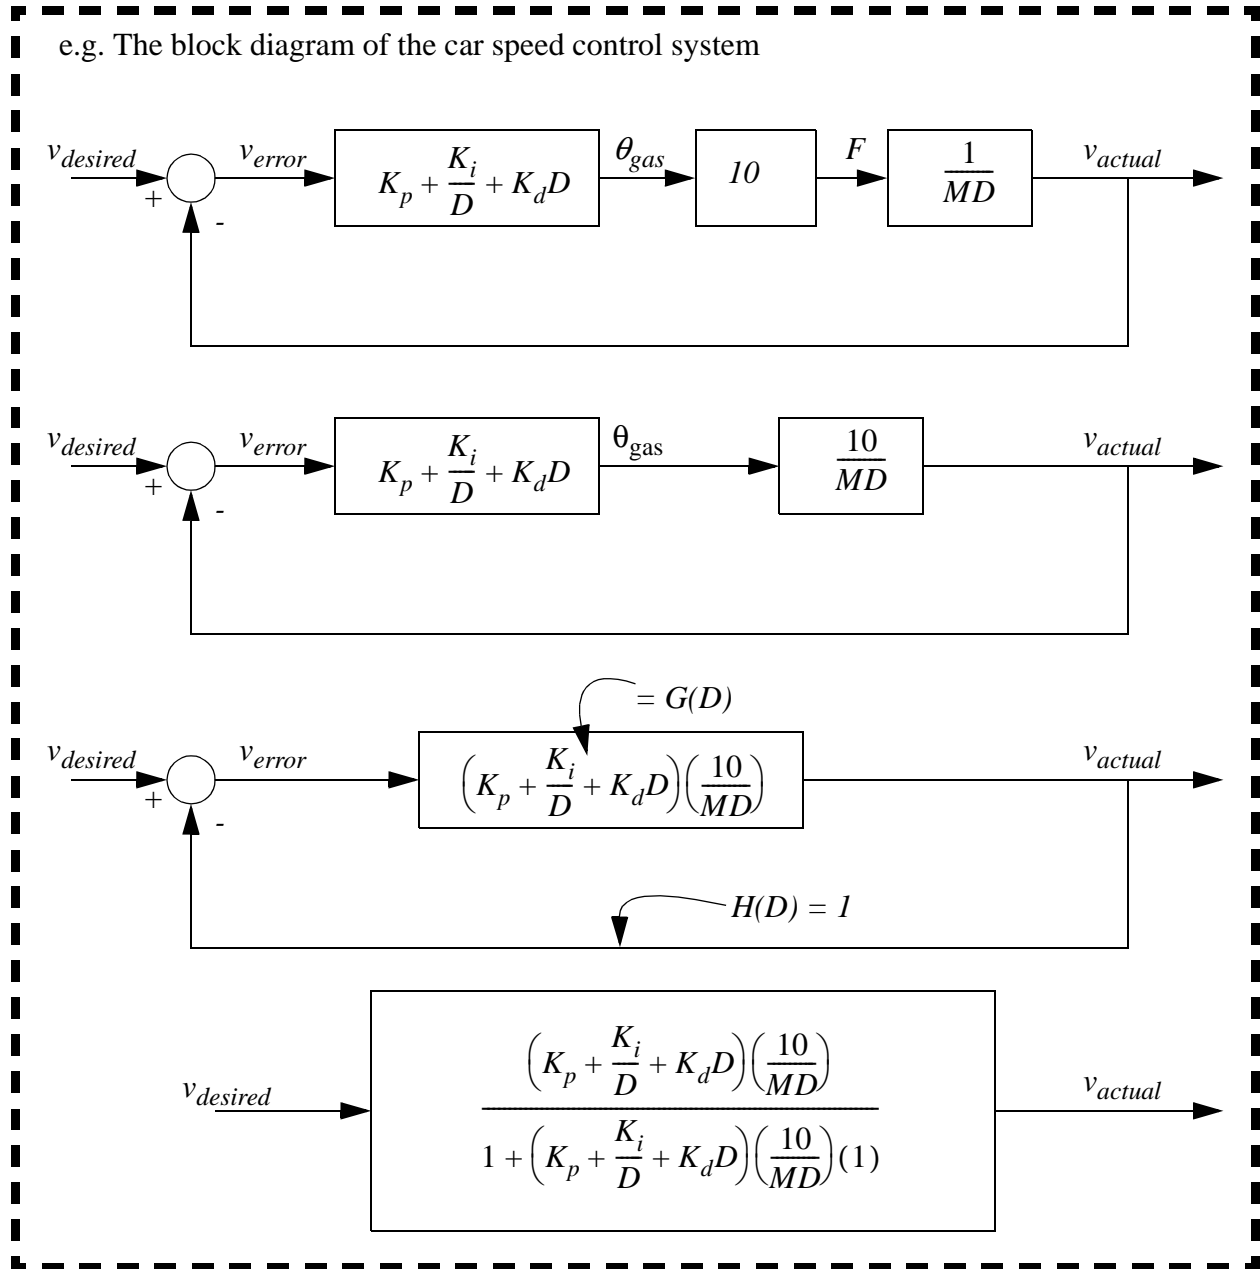 e.g. The block diagram of the car speed control system
v_desired + - v_error K_p + K_i/D + K_d D θ_gas 10 F 1/MD v_actual
v_desired + - v_error K_p + K_i/D + K_d D θ_gas 10/MD v_actual
= G(D)
v_desired + - v_error (K_p + K_i/D + K_d D)(10/MD) v_actual
H(D) = 1
v_desired
(K_p + K_i/D + K_d D)(10/MD)
1 + (K_p + K_i/D + K_d D)(10/MD)(1)
v_actual